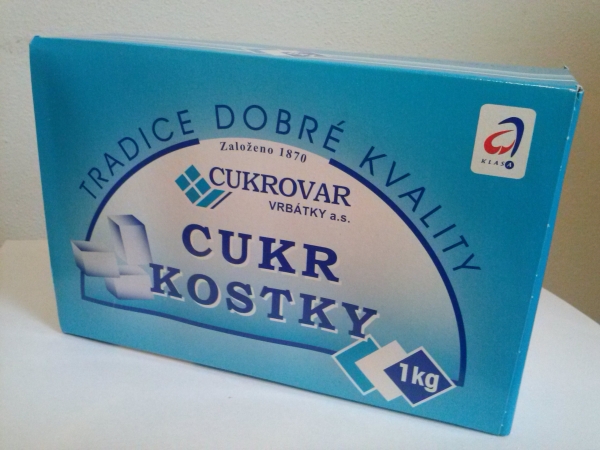 TRADICE DOBRÉ KVALITY
Založeno 1870
CUKROVAR
VRBÁTKY a.s.
CUKR
KOSTKY
1kg
KLASA